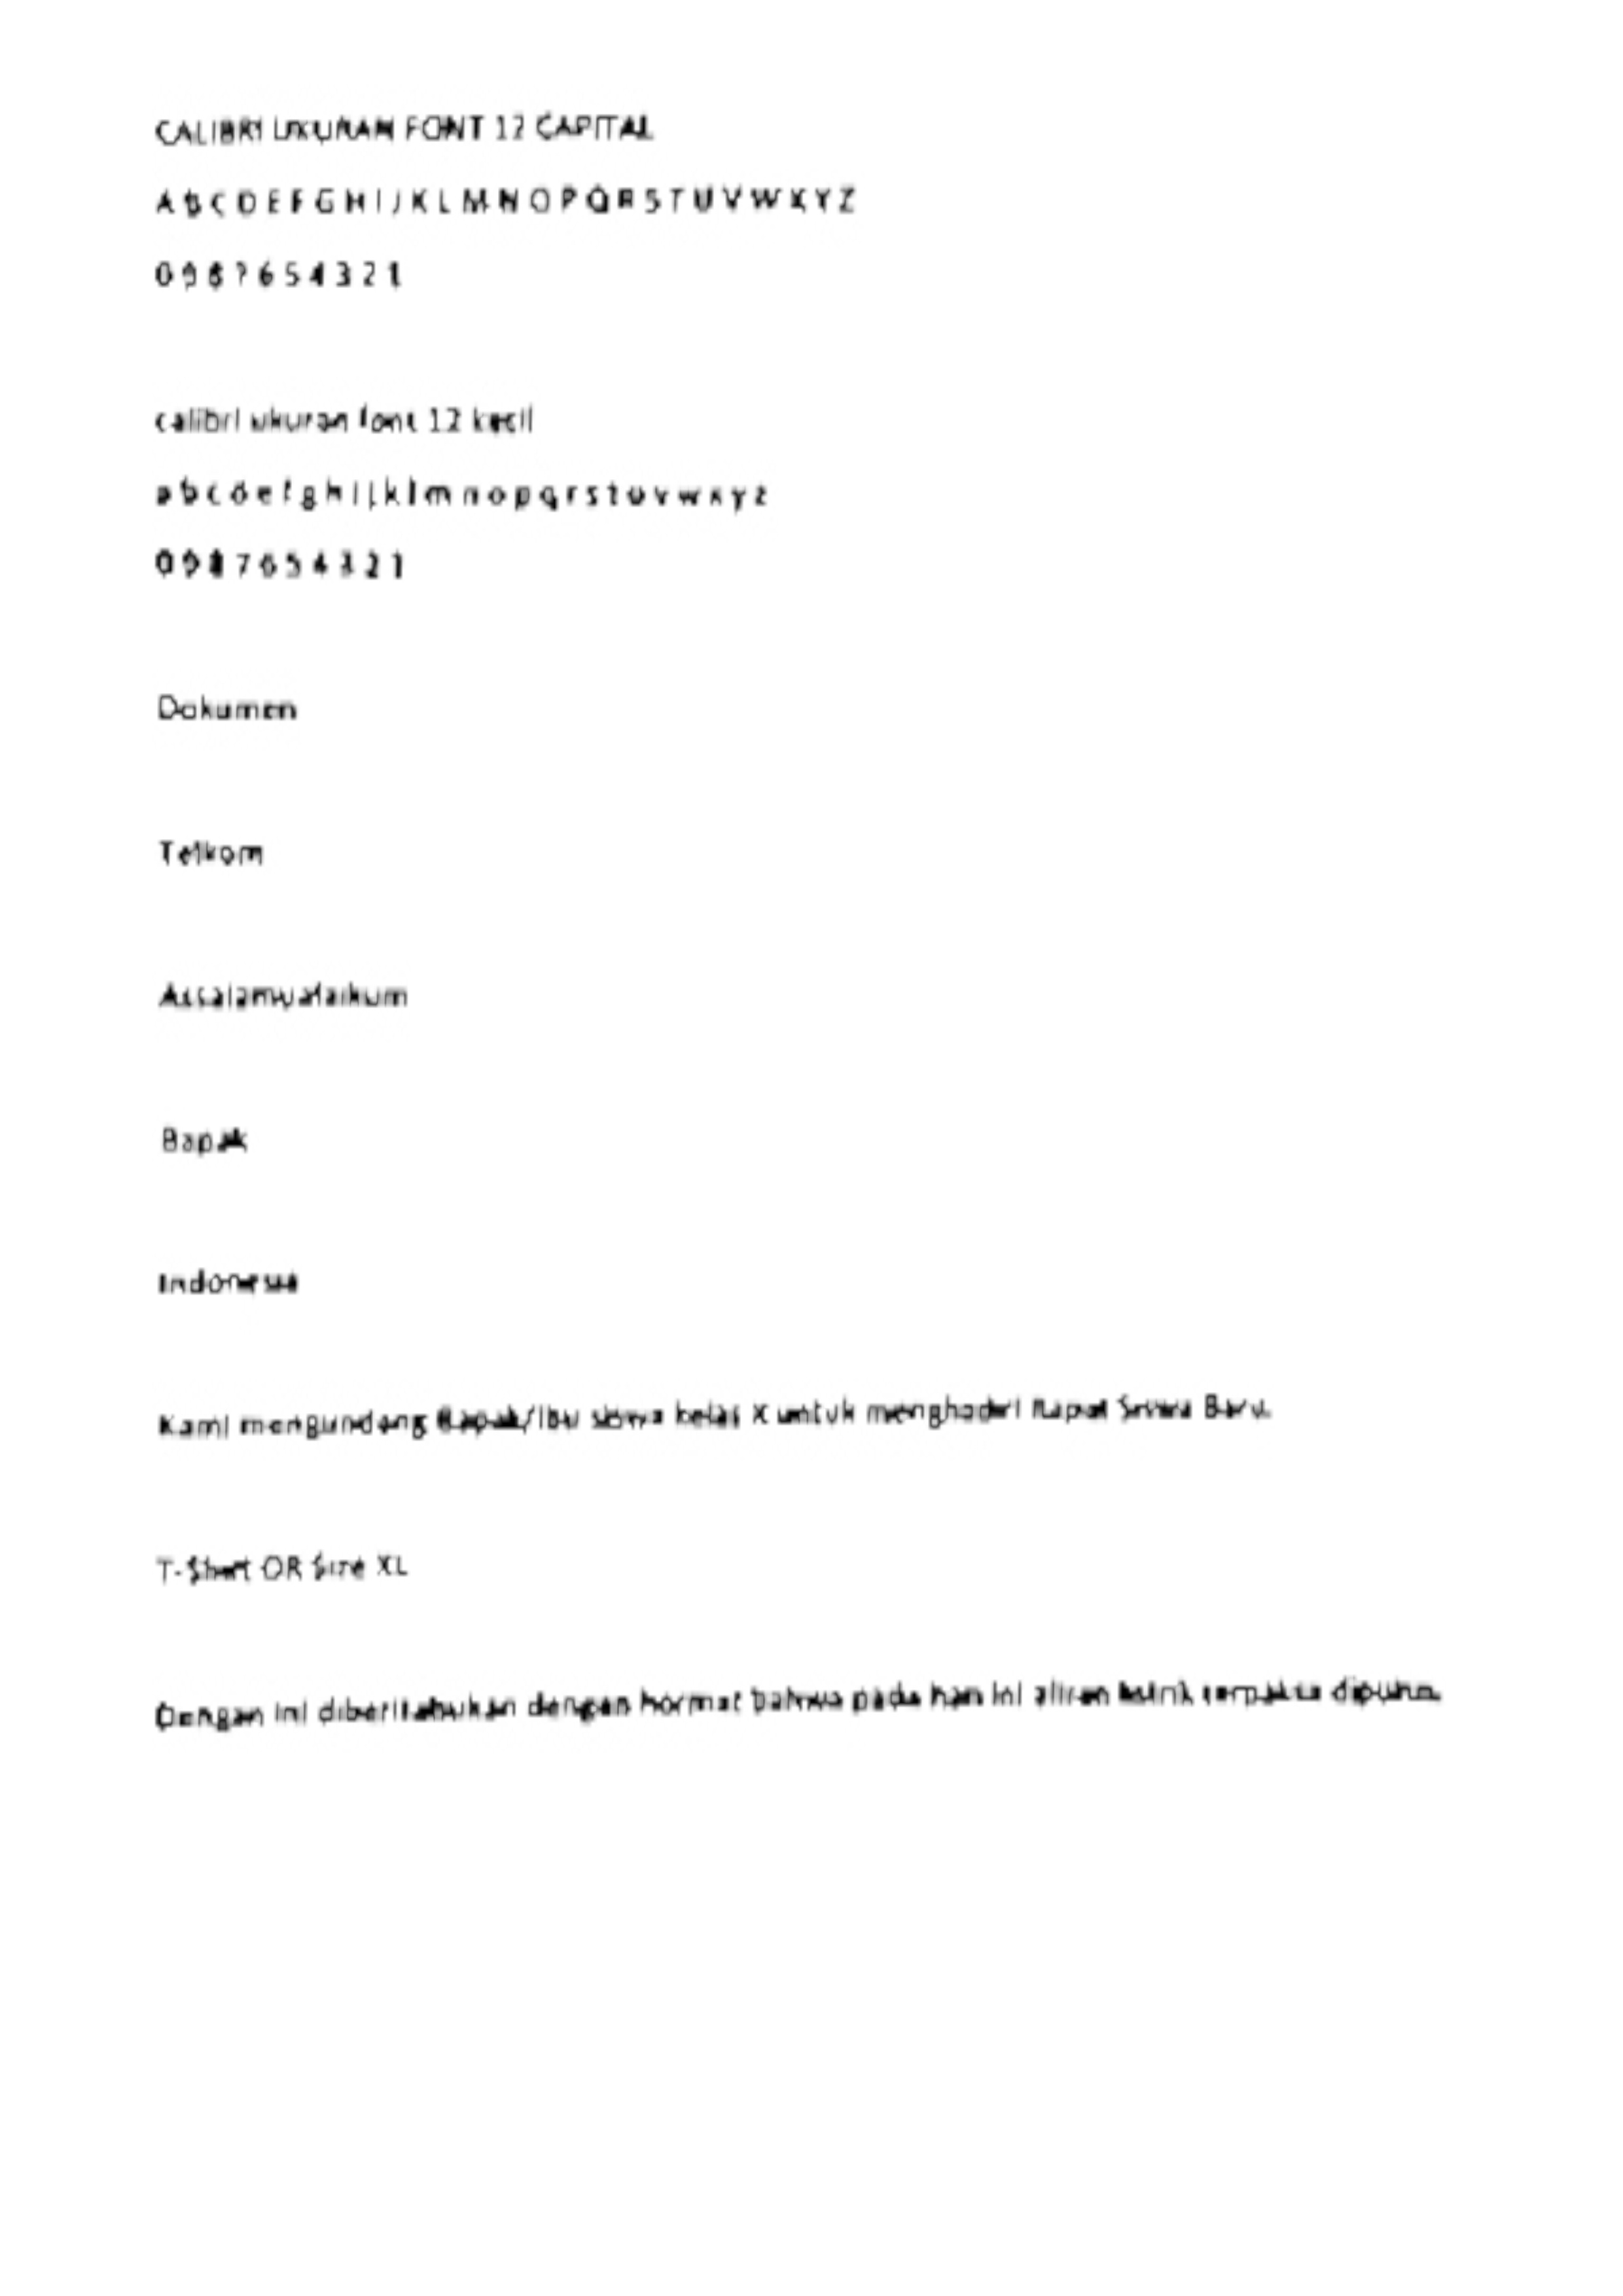 CALIBRI UKURAN FONT 12 CAPITAL
A B C D E F G H I J K L M N O P Q R S T U V W X Y Z
0 9 8 7 6 5 4 3 2 1
calibri ukuran font 12 kecil
a b c d e f g h i j k l m n o p q r s t u v w x y z
0 9 8 7 6 5 4 3 2 1
Dokumen
Telkom
Assalamualaikum
Bapak
Indonesia
Kami mengundang Bapak/Ibu siswa kelas X untuk menghadiri Rapat Siswa Baru.
T-Shirt OR Size XL
Dengan ini diberitahukan dengan hormat bahwa pada hari ini aliran listrik terpaksa